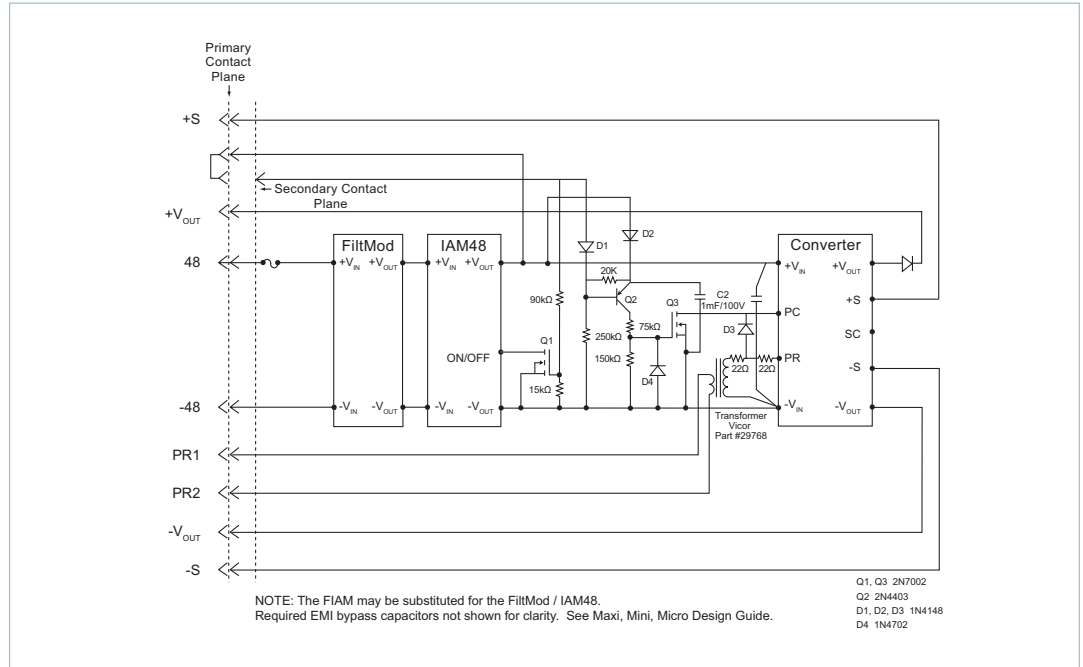 Primary
Contact
Plane
+S
Secondary Contact
Plane
+VOUT
FiltMod
IAM48
Converter
D1
D2
48
+VIN
+VOUT
+VIN
+VOUT
+VIN
+VOUT
20K
Q2
C2
1mF/100V
Q3
+S
90kΩ
PC
75kΩ
D3
SC
Q1
250kΩ
ON/OFF
150kΩ
PR
22Ω
22Ω
-S
15kΩ
D4
-48
-VIN
-VOUT
-VIN
-VOUT
-VIN
-VOUT
Transformer
Vicor
Part #29768
PR1
PR2
-VOUT
-S
Q1, Q3 2N7002
Q2 2N4403
D1, D2, D3 1N4148
D4 1N4702
NOTE: The FIAM may be substituted for the FiltMod / IAM48.
Required EMI bypass capacitors not shown for clarity. See Maxi, Mini, Micro Design Guide.